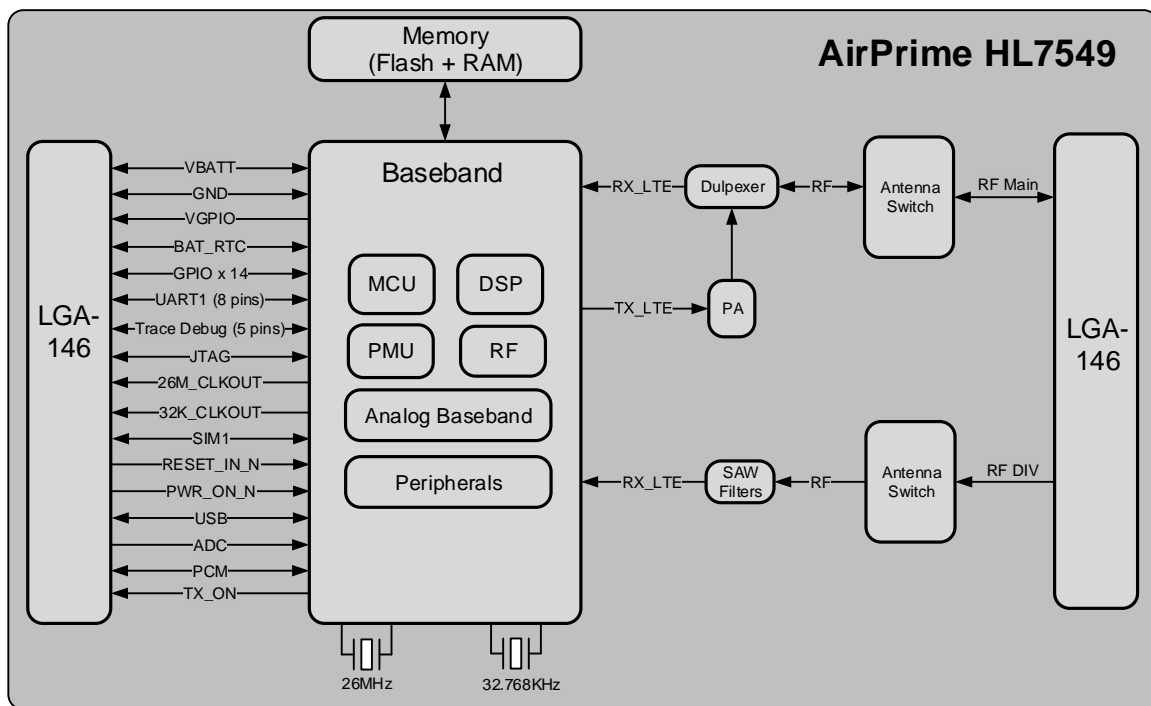 Memory
(Flash + RAM)
AirPrime HL7549
LGA-
146
VBATT
GND
VGPIO
BAT_RTC
GPIO x 14
UART1 (8 pins)
Trace Debug (5 pins)
JTAG
26M_CLKOUT
32K_CLKOUT
SIM1
RESET_IN_N
PWR_ON_N
USB
ADC
PCM
TX_ON
Baseband
MCU
DSP
PMU
RF
Analog Baseband
Peripherals
26MHz
32.768KHz
RX_LTE
Dulpexer
RF
Antenna
Switch
RF Main
TX_LTE
PA
RX_LTE
SAW
Filters
RF
Antenna
Switch
RF DIV
LGA-
146